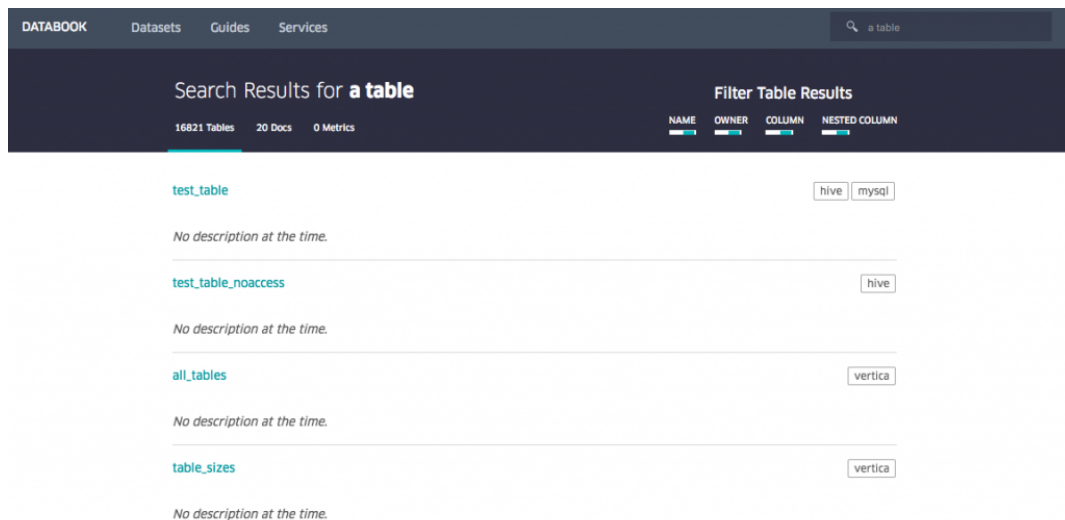 DATABOOK Datasets Guides Services a table
Search Results for a table
16821 Tables 20 Docs 0 Metrics
Filter Table Results
NAME OWNER COLUMN NESTED COLUMN
test_table hive mysql
No description at the time.
test_table_noaccess hive
No description at the time.
all_tables vertica
No description at the time.
table_sizes vertica
No description at the time.